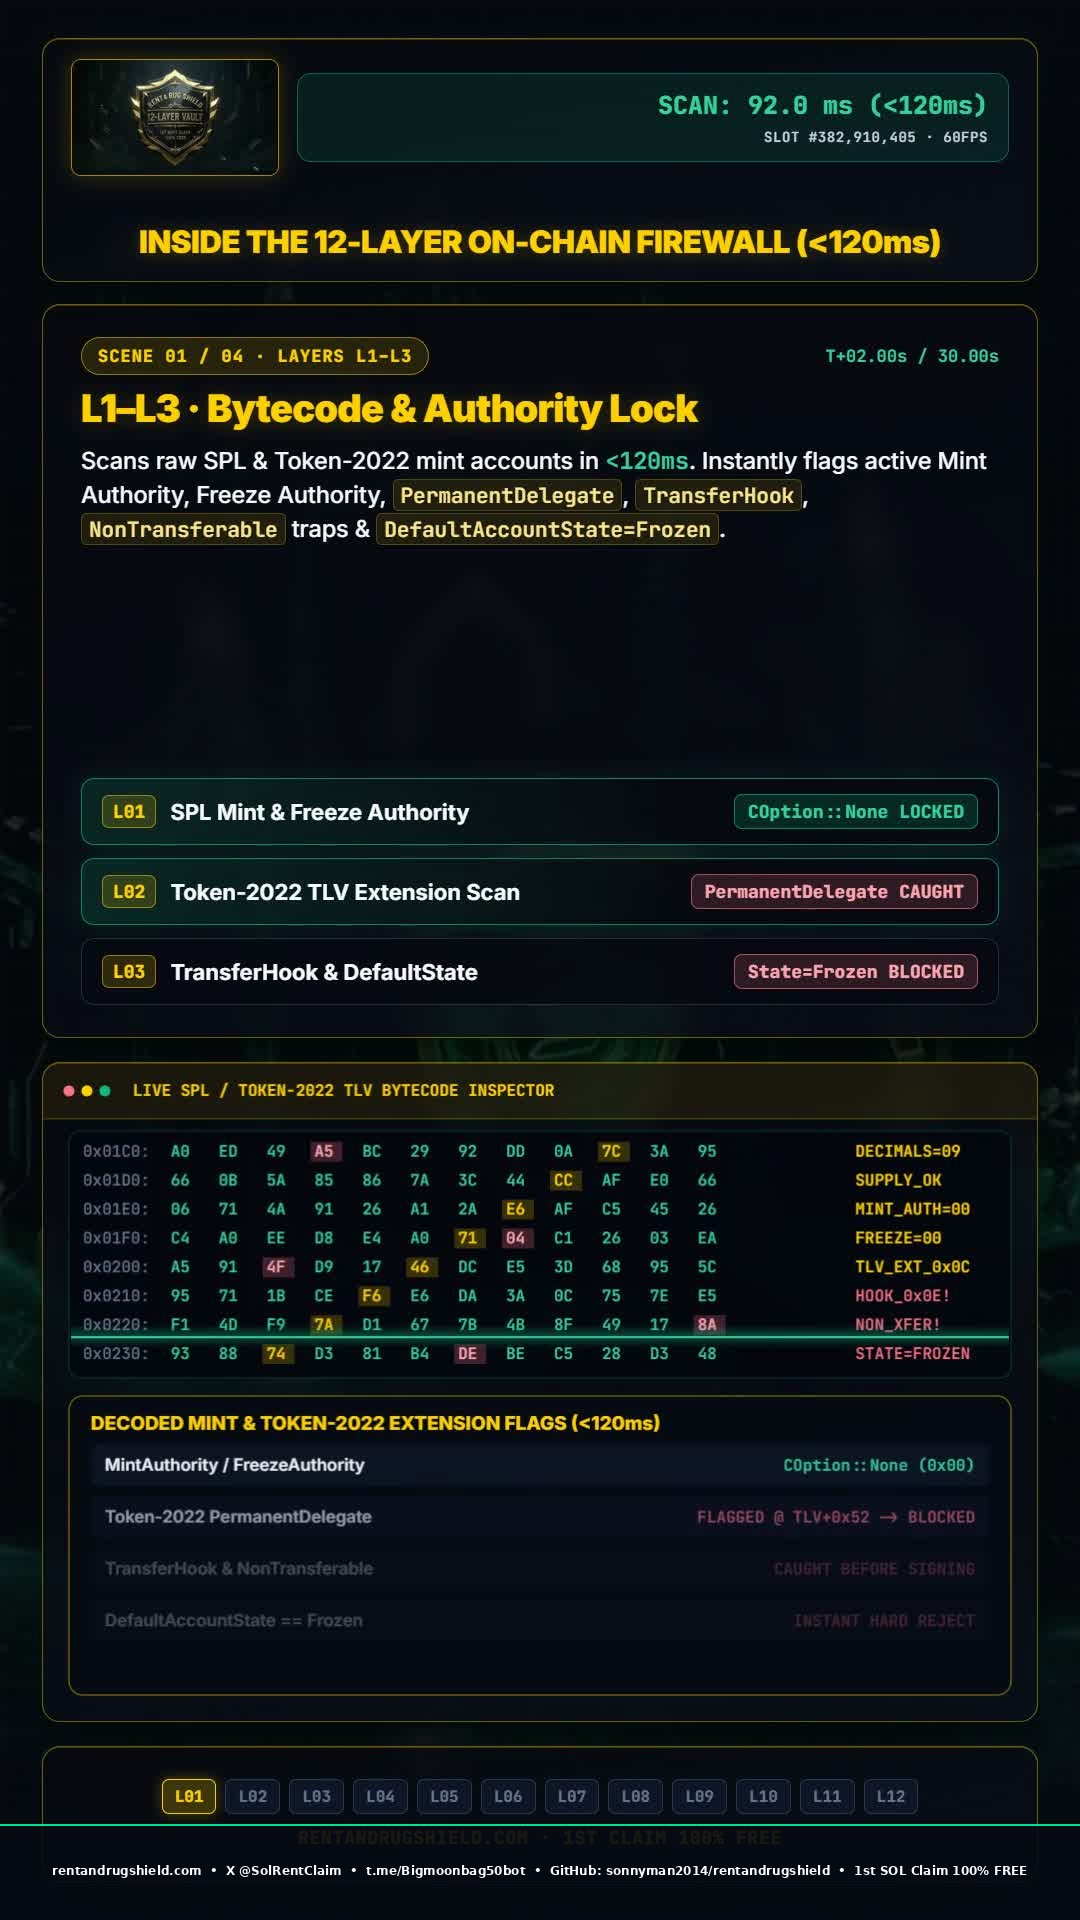 RENT & RUG SHIELD
12-LAYER VAULT
SCAN: 92.0 ms (<120ms)
SLOT #382,910,405 · 60FPS
INSIDE THE 12-LAYER ON-CHAIN FIREWALL (<120ms)
SCENE 01 / 04 · LAYERS L1-L3
T+02.00s / 30.00s
L1–L3 · Bytecode & Authority Lock
Scans raw SPL & Token-2022 mint accounts in <120ms. Instantly flags active Mint
Authority, Freeze Authority, PermanentDelegate, TransferHook,
NonTransferable traps & DefaultAccountState=Frozen.
L01 SPL Mint & Freeze Authority COption::None LOCKED
L02 Token-2022 TLV Extension Scan PermanentDelegate CAUGHT
L03 TransferHook & DefaultState State=Frozen BLOCKED
LIVE SPL / TOKEN-2022 TLV BYTECODE INSPECTOR
0x01C0: A0 ED 49 A5 BC 29 92 DD 0A 7C 3A 95 DECIMALS=09
0x01D0: 66 0B 5A 85 86 7A 3C 44 CC AF E0 66 SUPPLY_OK
0x01E0: 06 71 4A 91 26 A1 2A E6 AF C5 45 26 MINT_AUTH=00
0x01F0: C4 A0 EE D8 E4 A0 71 04 C1 26 03 EA FREEZE=00
0x0200: A5 91 4F D9 17 46 DC E5 3D 68 95 5C TLV_EXT_0x0C
0x0210: 95 71 1B CE F6 E6 DA 3A 0C 75 7E E5 HOOK_0x0E!
0x0220: F1 4D F9 7A D1 67 7B 4B 8F 49 17 8A NON_XFER!
0x0230: 93 88 74 D3 81 B4 DE BE C5 28 D3 48 STATE=FROZEN
DECODED MINT & TOKEN-2022 EXTENSION FLAGS (<120ms)
MintAuthority / FreezeAuthority COption::None (0x00)
Token-2022 PermanentDelegate FLAGGED @ TLV+0x52 → BLOCKED
TransferHook & NonTransferable CAUGHT BEFORE SIGNING
DefaultAccountState == Frozen INSTANT HARD REJECT
L01 L02 L03 L04 L05 L06 L07 L08 L09 L10 L11 L12
RENTANDRUGSHIELD.COM · 1ST CLAIM 100% FREE
rentandrugshield.com • X @SolRentClaim • t.me/Bigmoonbag50bot • GitHub: sonnyman2014/rentandrugshield • 1st SOL Claim 100% FREE